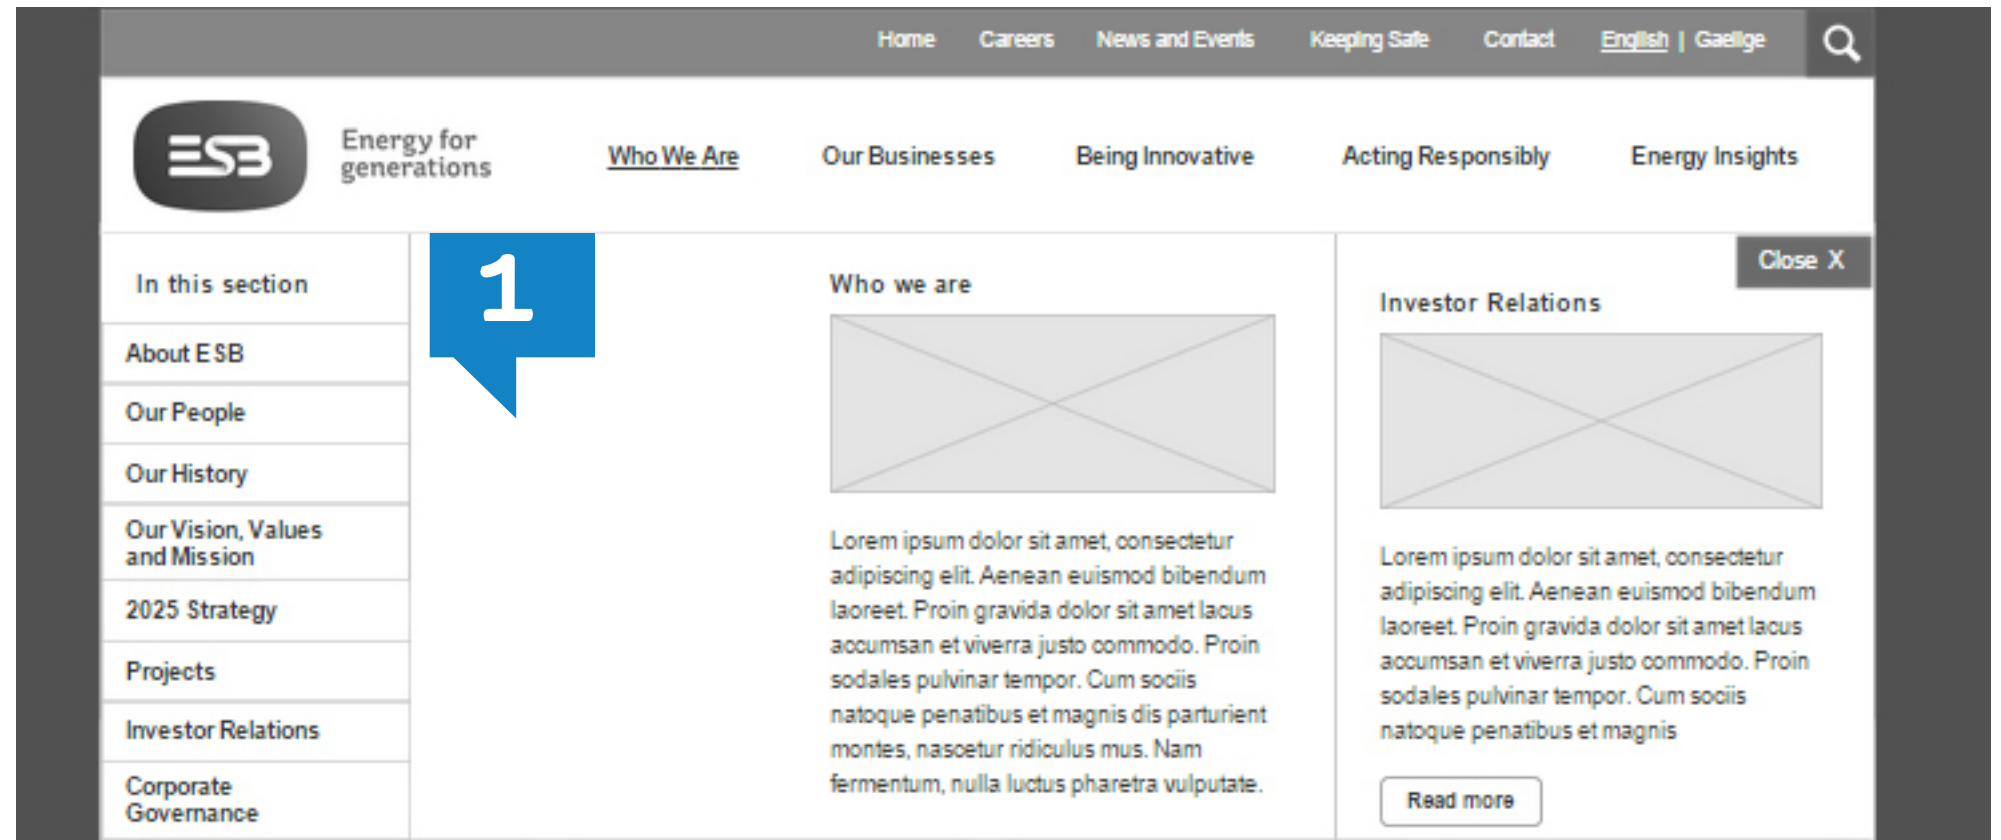 Home Careers News and Events Keeping Safe Contact English | Gaeilge
ESB
Energy for
generations
Who We Are Our Businesses Being Innovative Acting Responsibly Energy Insights
In this section
About ESB
Our People
Our History
Our Vision, Values
and Mission
2025 Strategy
Projects
Investor Relations
Corporate
Governance
1
Who we are
Lorem ipsum dolor sit amet, consectetur
adipiscing elit. Aenean euismod bibendum
laoreet. Proin gravida dolor sit amet lacus
accumsan et viverra justo commodo. Proin
sodales pulvinar tempor. Cum sociis
natoque penatibus et magnis dis parturient
montes, nascetur ridiculus mus. Nam
fermentum, nulla luctus pharetra vulputate.
Close X
Investor Relations
Lorem ipsum dolor sit amet, consectetur
adipiscing elit. Aenean euismod bibendum
laoreet. Proin gravida dolor sit amet lacus
accumsan et viverra justo commodo. Proin
sodales pulvinar tempor. Cum sociis
natoque penatibus et magnis
Read more